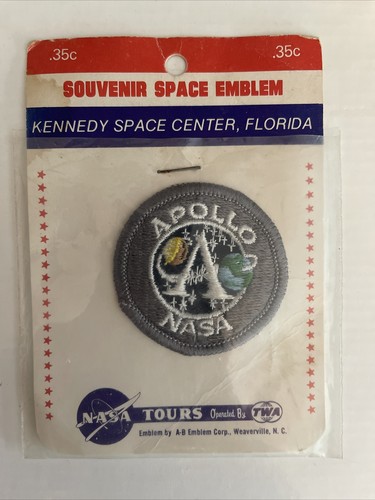 .35c .35c
SOUVENIR SPACE EMBLEM
KENNEDY SPACE CENTER, FLORIDA
APOLLO
A
NASA
NASA TOURS Operated By TWA
Emblem by A-B Emblem Corp., Weaverville, N. C.